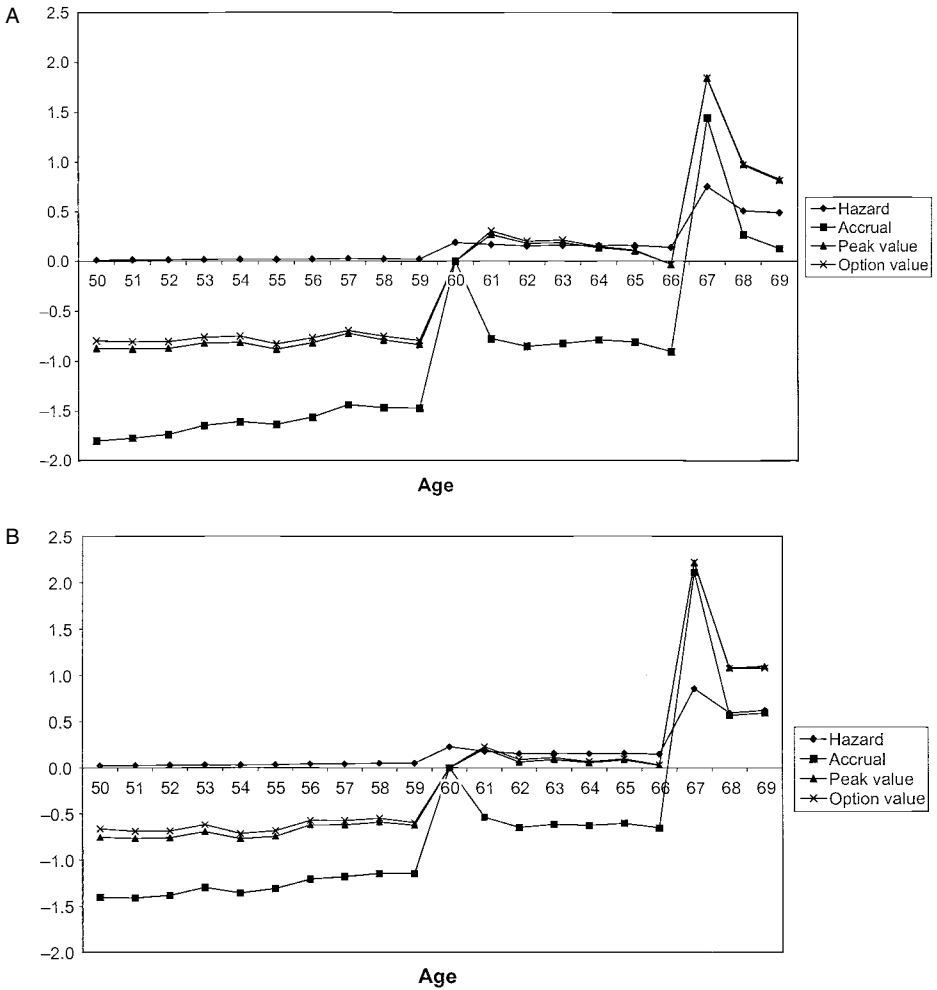 A
2.5
2.0
1.5
1.0
0.5
0.0
50 51 52 53 54 55 56 57 58 59 60 61 62 63 64 65 66 67 68 69
–0.5
–1.0
–1.5
–2.0
Age
Hazard
Accrual
Peak value
Option value
B
2.5
2.0
1.5
1.0
0.5
0.0
50 51 52 53 54 55 56 57 58 59 60 61 62 63 64 65 66 67 68 69
–0.5
–1.0
–1.5
–2.0
Age
Hazard
Accrual
Peak value
Option value